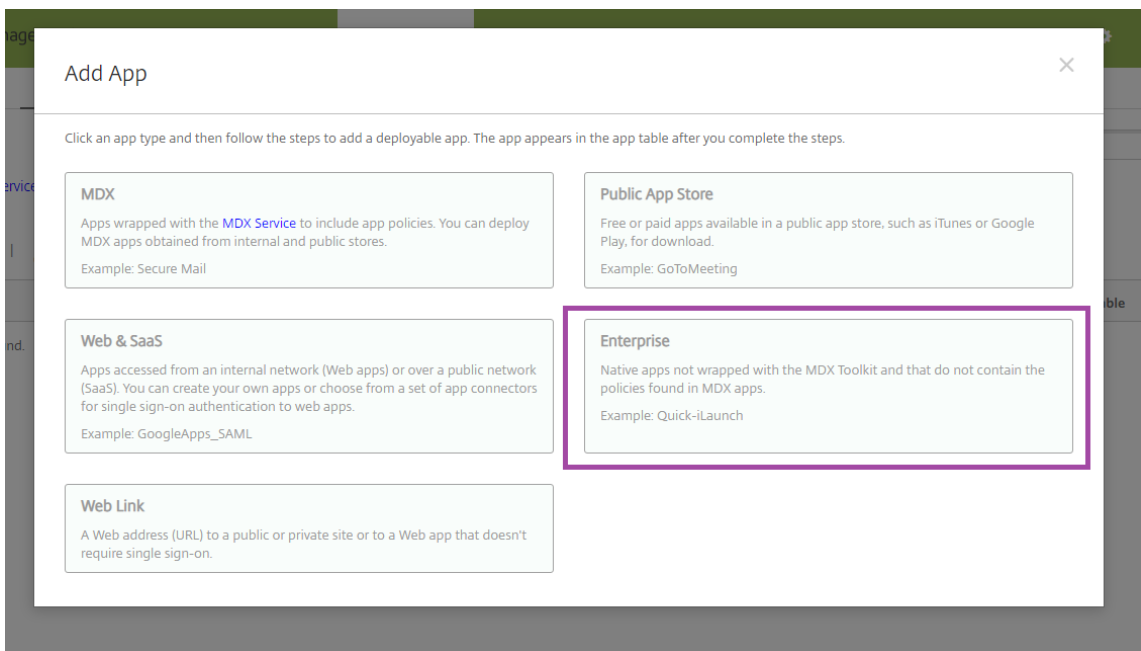 Add App
Click an app type and then follow the steps to add a deployable app. The app appears in the app table after you complete the steps.
MDX
Apps wrapped with the MDX Service to include app policies. You can deploy
MDX apps obtained from internal and public stores.
Example: Secure Mail
Public App Store
Free or paid apps available in a public app store, such as iTunes or Google
Play, for download.
Example: GoToMeeting
Web & SaaS
Apps accessed from an internal network (Web apps) or over a public network
(SaaS). You can create your own apps or choose from a set of app connectors
for single sign-on authentication to web apps.
Example: GoogleApps_SAML
Enterprise
Native apps not wrapped with the MDX Toolkit and that do not contain the
policies found in MDX apps.
Example: Quick-iLaunch
Web Link
A Web address (URL) to a public or private site or to a Web app that doesn't
require single sign-on.